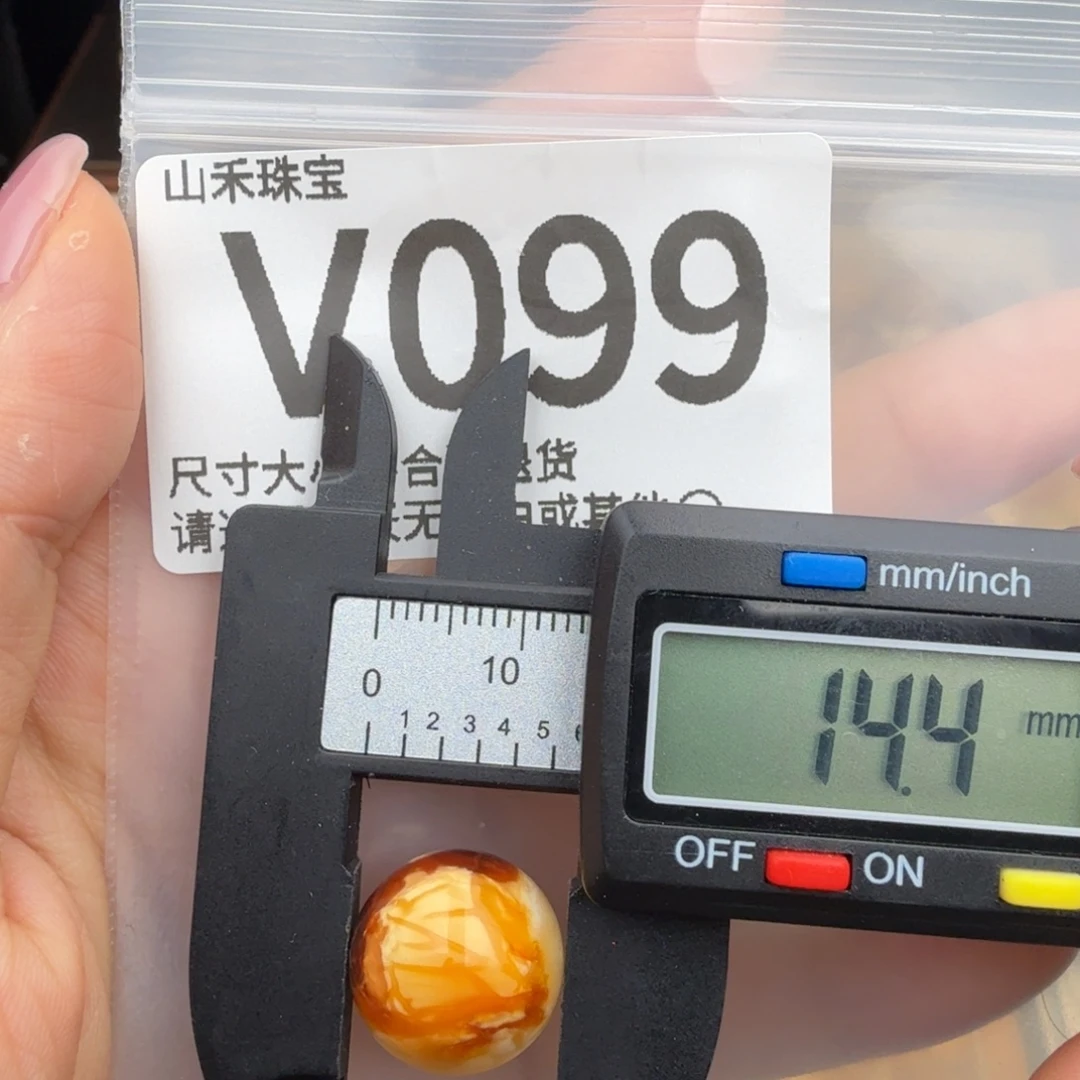 山禾珠宝
V099
尺寸大 合 退货
请 无 或其他
mm/inch
0 10
1 2 3 4 5
14.4 mm
OFF ON